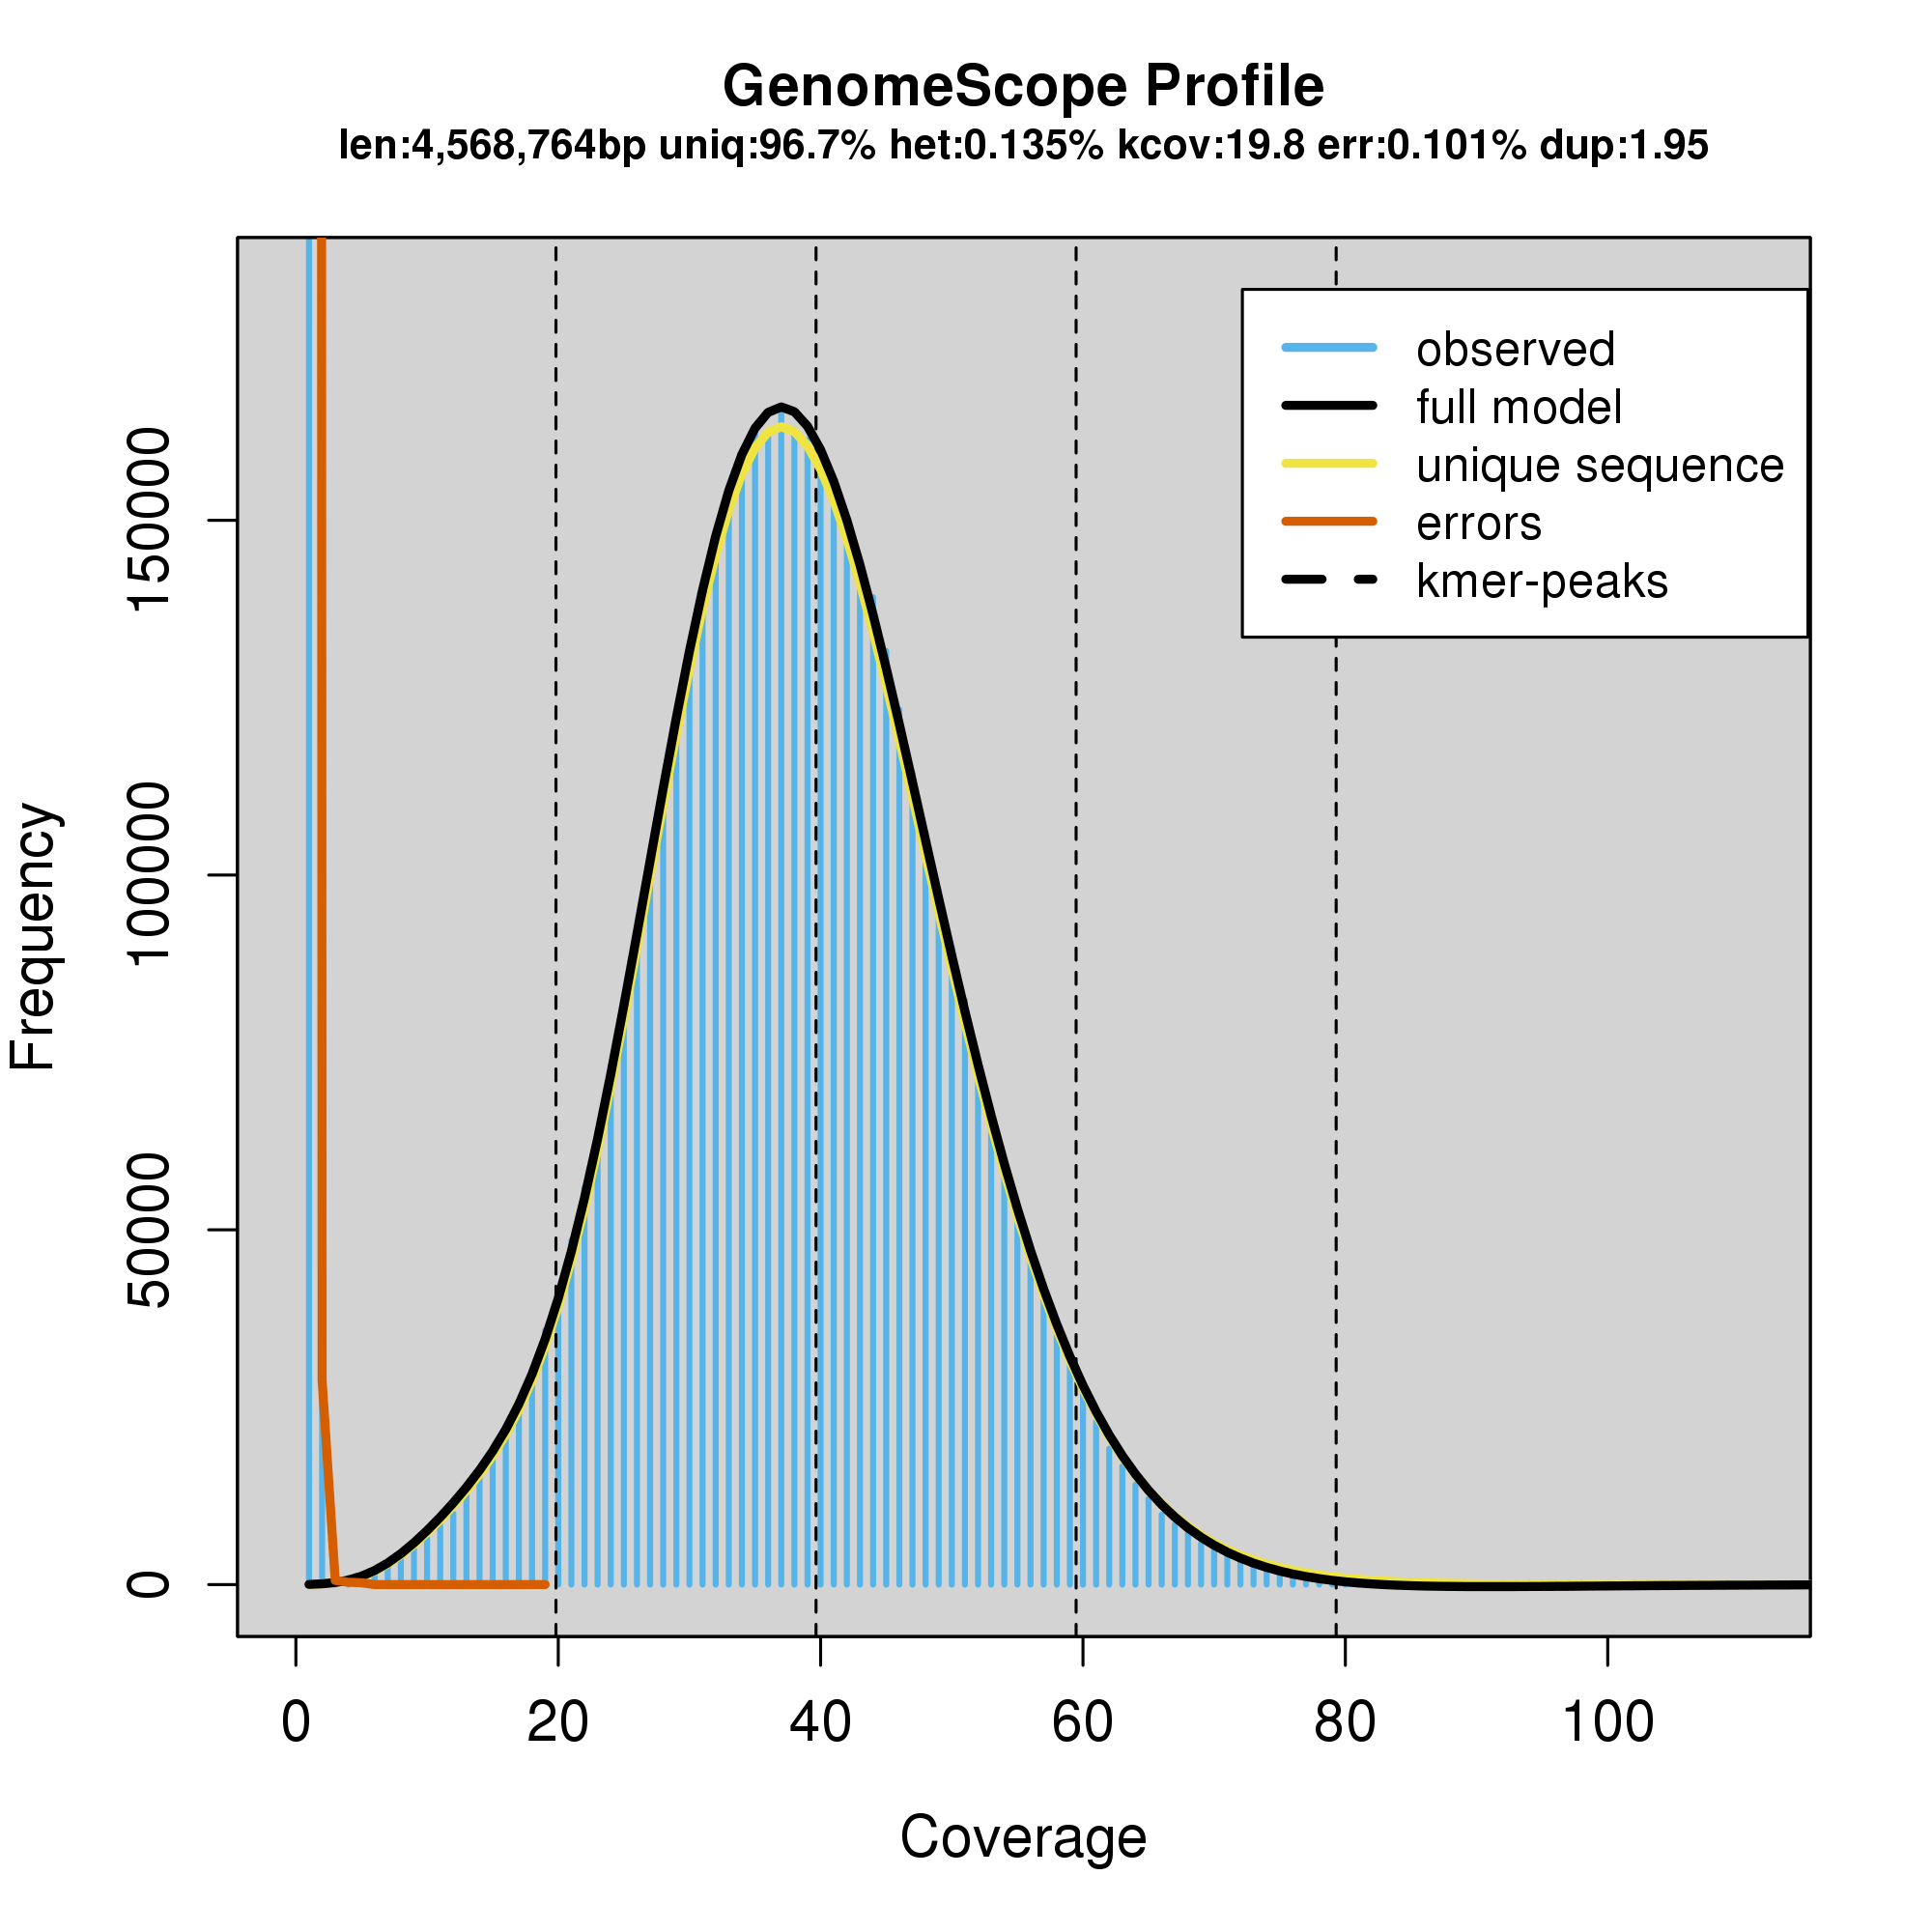 GenomeScope Profile
len:4,568,764bp uniq:96.7% het:0.135% kcov:19.8 err:0.101% dup:1.95
observed
full model
unique sequence
errors
kmer-peaks
Frequency
150000
100000
50000
0
0 20 40 60 80 100
Coverage